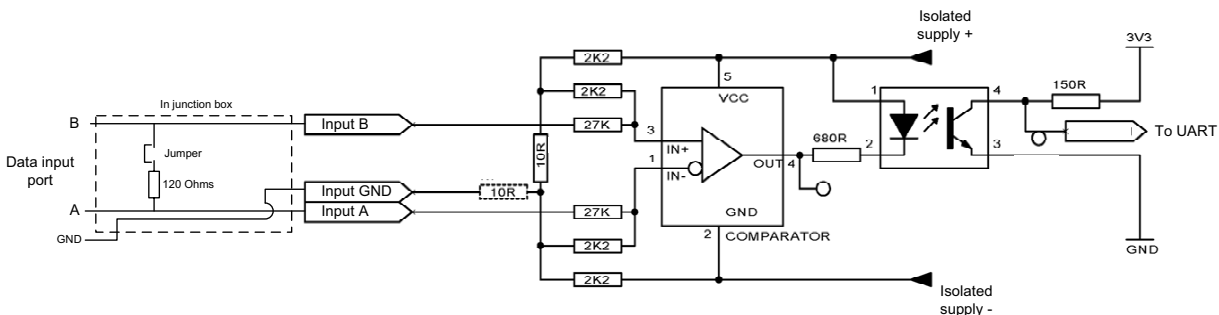 Isolated
supply +
3V3
2K2
5
1
4
150R
2K2
VCC
In junction box
B
Input B
27K
3
To UART
Jumper
10R
IN+
680R
Data input
port
1
OUT
4
2
3
120 Ohms
Input GND
10R
IN-
A
Input A
27K
GND
GND
2
COMPARATOR
GND
2K2
2K2
Isolated
supply -